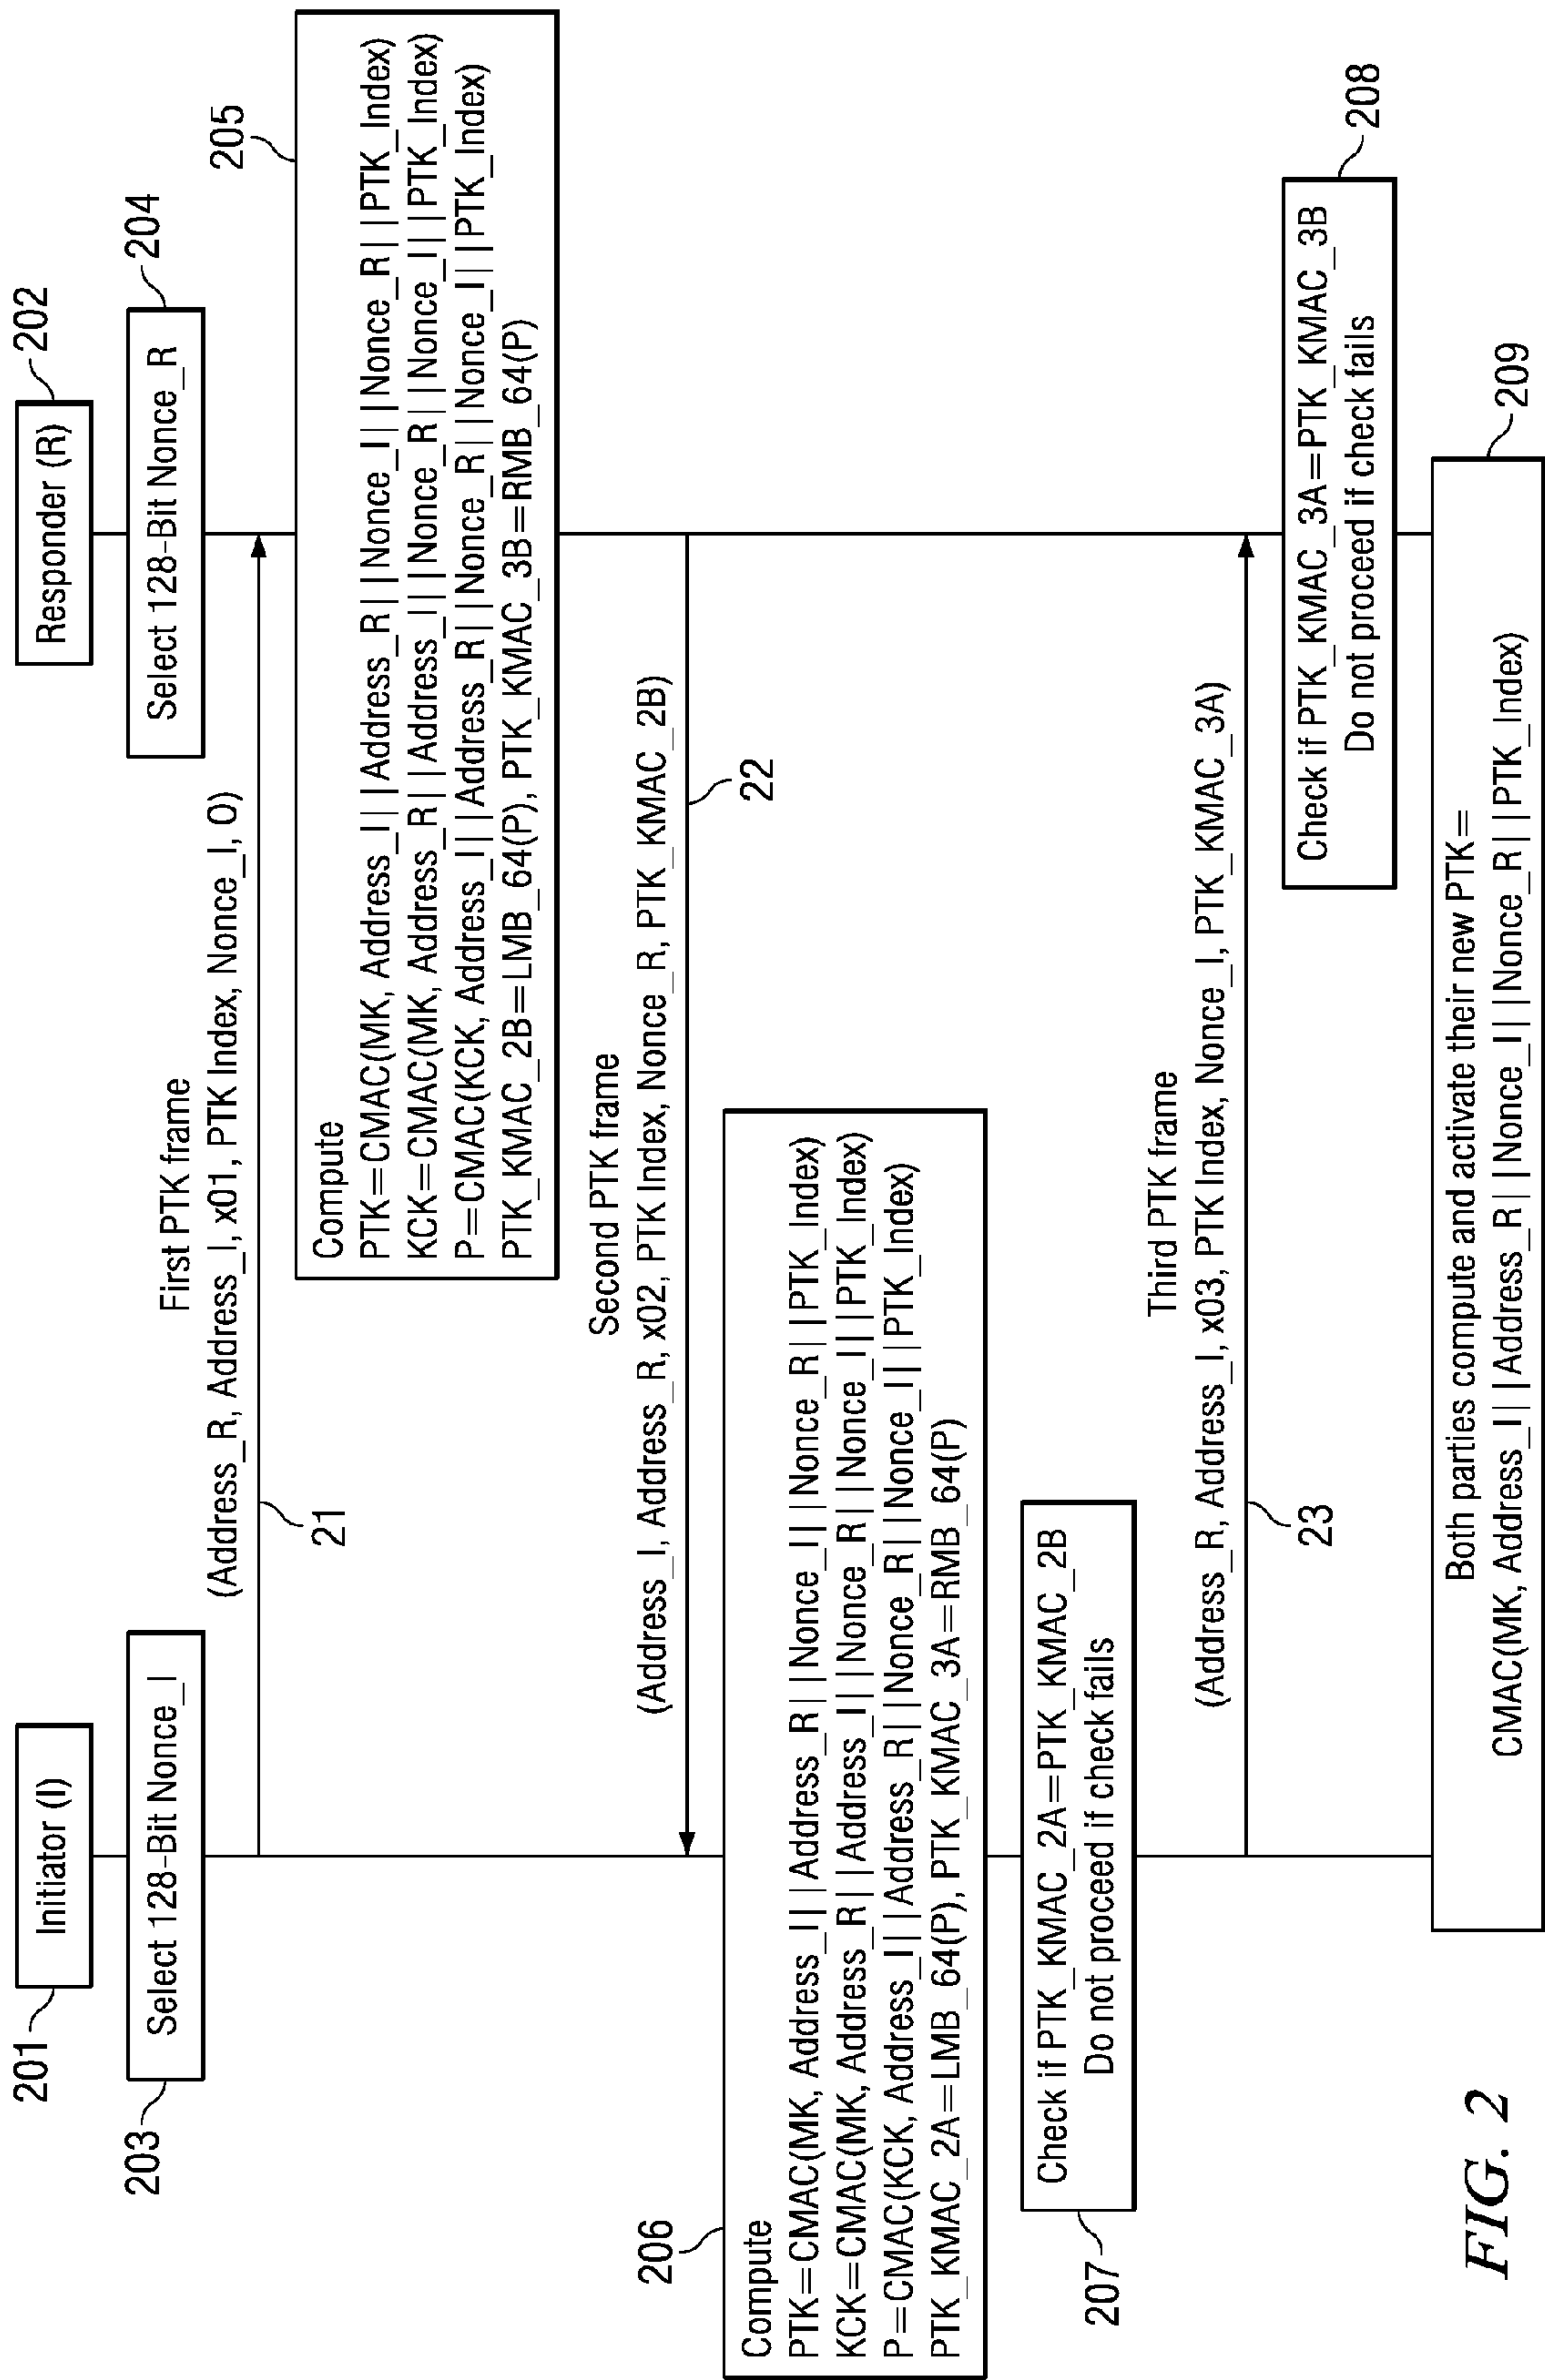 201
Initiator (I)
Responder (R)
202
203
Select 128-Bit Nonce_I
Select 128-Bit Nonce_R
204
First PTK frame
(Address_R, Address_I, x01, PTK Index, Nonce_I, O)
21
205
Compute
PTK=CMAC(MK, Address_I||Address_R||Nonce_I||Nonce_R||PTK_Index)
KCK=CMAC(MK, Address_R||Address_I||Nonce_R||Nonce_I||PTK_Index)
P=CMAC(KCK, Address_I||Address_R||Nonce_R||Nonce_I||PTK_Index)
PTK_KMAC_2B=LMB_64(P), PTK_KMAC_3B=RMB_64(P)
Second PTK frame
(Address_I, Address_R, x02, PTK Index, Nonce_R, PTK_KMAC_2B)
22
206
Compute
PTK=CMAC(MK, Address_I||Address_R||Nonce_I||Nonce_R||PTK_Index)
KCK=CMAC(MK, Address_R||Address_I||Nonce_R||Nonce_I||PTK_Index)
P=CMAC(KCK, Address_I||Address_R||Nonce_R||Nonce_I||PTK_Index)
PTK_KMAC_2A=LMB_64(P), PTK_KMAC_3A=RMB_64(P)
207
Check if PTK_KMAC_2A=PTK_KMAC_2B
Do not proceed if check fails
Third PTK frame
(Address_R, Address_I, x03, PTK Index, Nonce_I, PTK_KMAC_3A)
23
208
Check if PTK_KMAC_3A=PTK_KMAC_3B
Do not proceed if check fails
209
Both parties compute and activate their new PTK=
CMAC(MK, Address_I||Address_R||Nonce_I||Nonce_R||PTK_Index)
FIG. 2